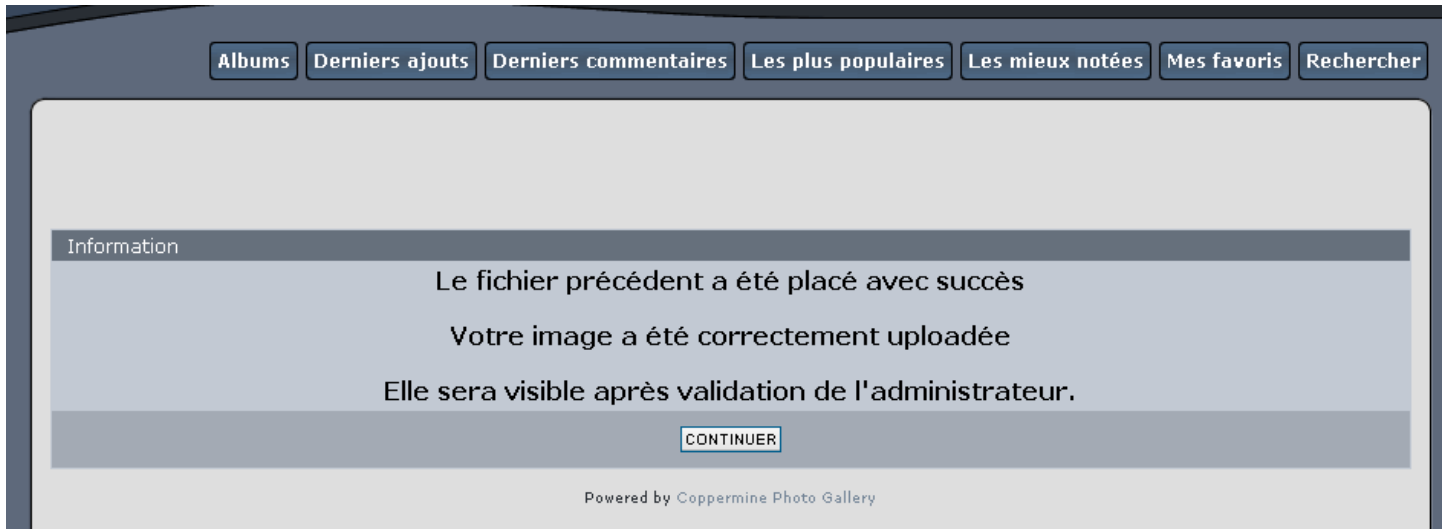 Albums Derniers ajouts Derniers commentaires Les plus populaires Les mieux notées Mes favoris Rechercher
Information
Le fichier précédent a été placé avec succès
Votre image a été correctement uploadée
Elle sera visible après validation de l'administrateur.
CONTINUER
Powered by Coppermine Photo Gallery